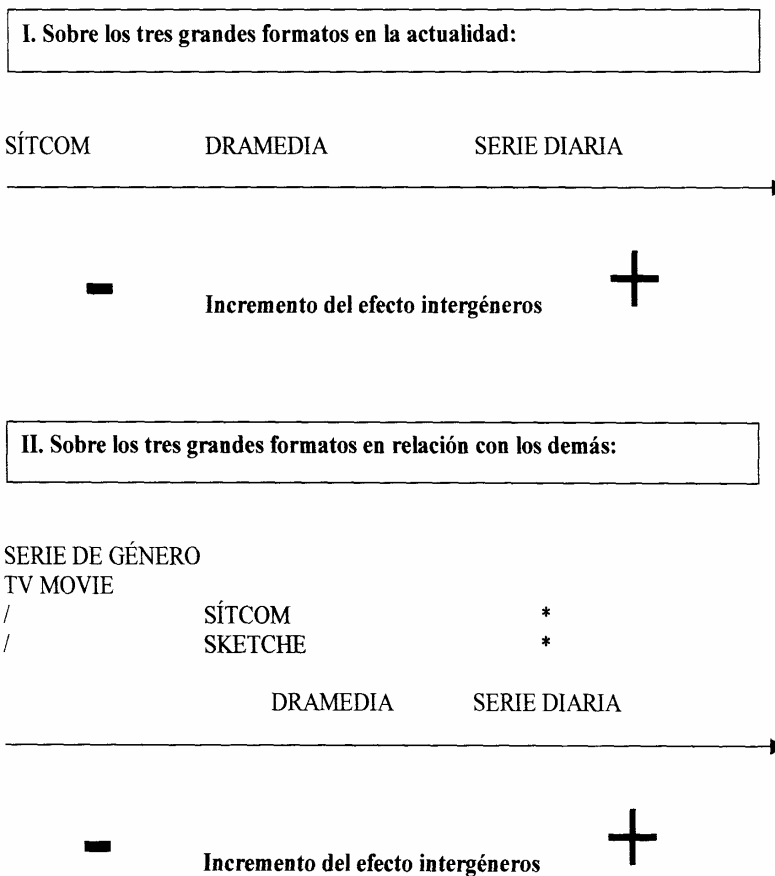 I. Sobre los tres grandes formatos en la actualidad:
SÍTCOM DRAMEDIA SERIE DIARIA
- Incremento del efecto intergéneros +
II. Sobre los tres grandes formatos en relación con los demás:
SERIE DE GÉNERO
TV MOVIE
/ SÍTCOM *
/ SKETCHE *
DRAMEDIA SERIE DIARIA
- Incremento del efecto intergéneros +